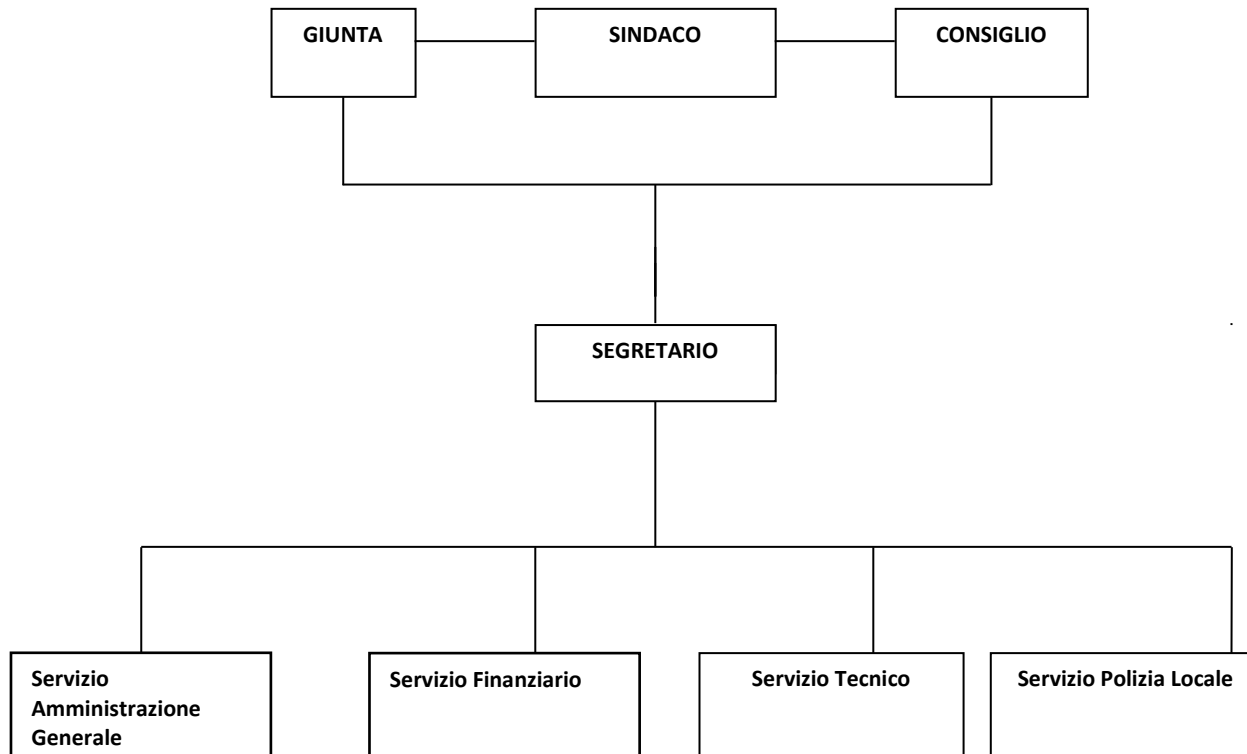 GIUNTA
SINDACO
CONSIGLIO
SEGRETARIO
Servizio
Amministrazione
Generale
Servizio Finanziario
Servizio Tecnico
Servizio Polizia Locale